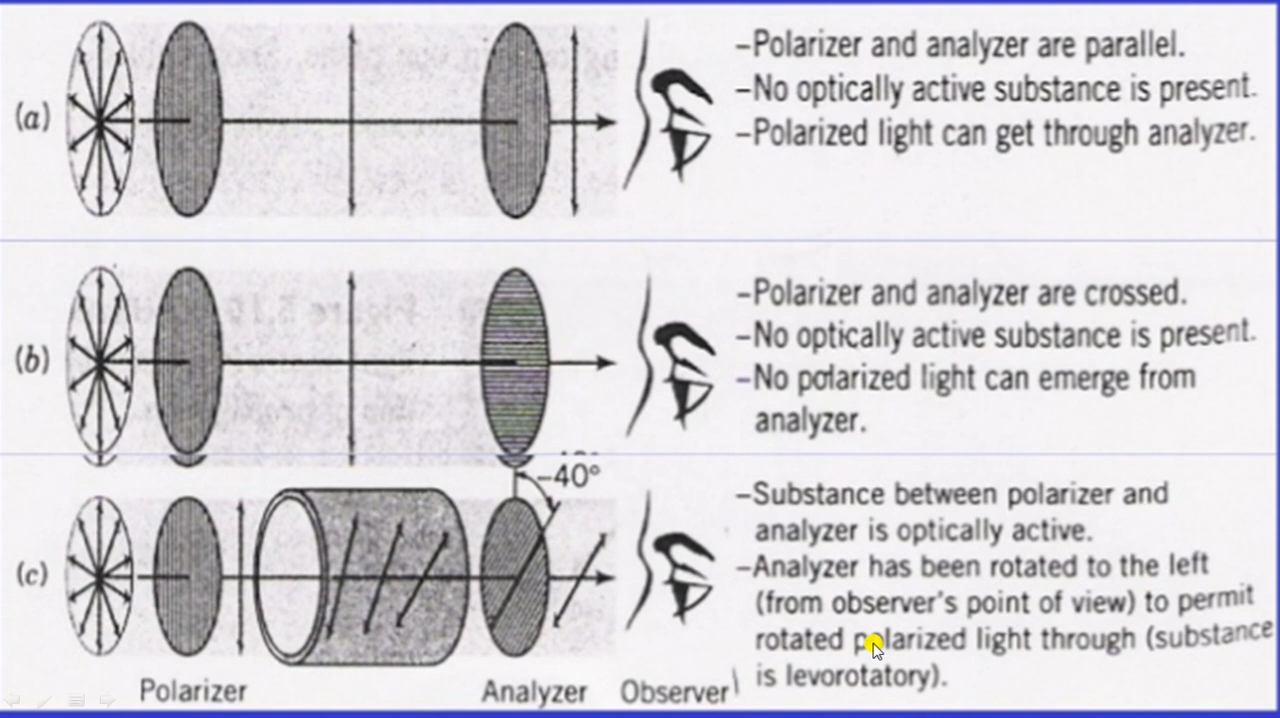 (a)
–Polarizer and analyzer are parallel.
–No optically active substance is present.
–Polarized light can get through analyzer.
(b)
–Polarizer and analyzer are crossed.
–No optically active substance is present.
–No polarized light can emerge from
analyzer.
–40°
(c)
–Substance between polarizer and
analyzer is optically active.
–Analyzer has been rotated to the left
(from observer's point of view) to permit
rotated polarized light through (substance
is levorotatory).
Polarizer
Analyzer
Observer